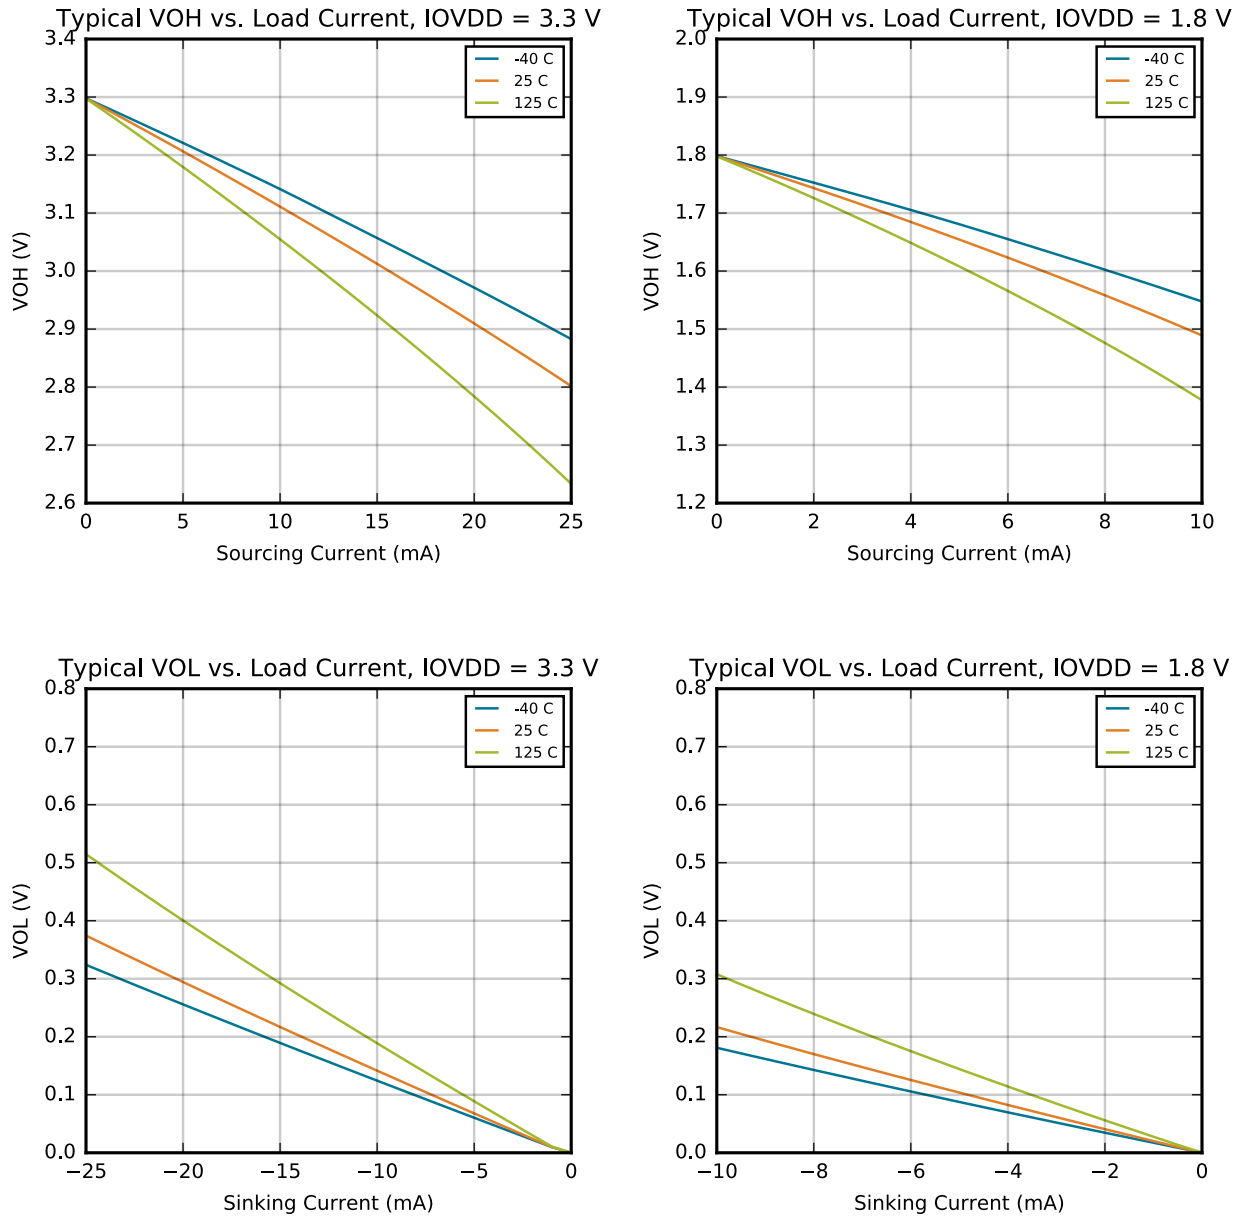 Typical VOH vs. Load Current, IOVDD = 3.3 V
3.4
3.3
3.2
3.1
3.0
2.9
2.8
2.7
2.6
VOH (V)
-40 C
25 C
125 C
0 5 10 15 20 25
Sourcing Current (mA)
Typical VOH vs. Load Current, IOVDD = 1.8 V
2.0
1.9
1.8
1.7
1.6
1.5
1.4
1.3
1.2
VOH (V)
-40 C
25 C
125 C
0 2 4 6 8 10
Sourcing Current (mA)
Typical VOL vs. Load Current, IOVDD = 3.3 V
0.8
0.7
0.6
0.5
0.4
0.3
0.2
0.1
0.0
VOL (V)
-40 C
25 C
125 C
−25 −20 −15 −10 −5 0
Sinking Current (mA)
Typical VOL vs. Load Current, IOVDD = 1.8 V
0.8
0.7
0.6
0.5
0.4
0.3
0.2
0.1
0.0
VOL (V)
-40 C
25 C
125 C
−10 −8 −6 −4 −2 0
Sinking Current (mA)